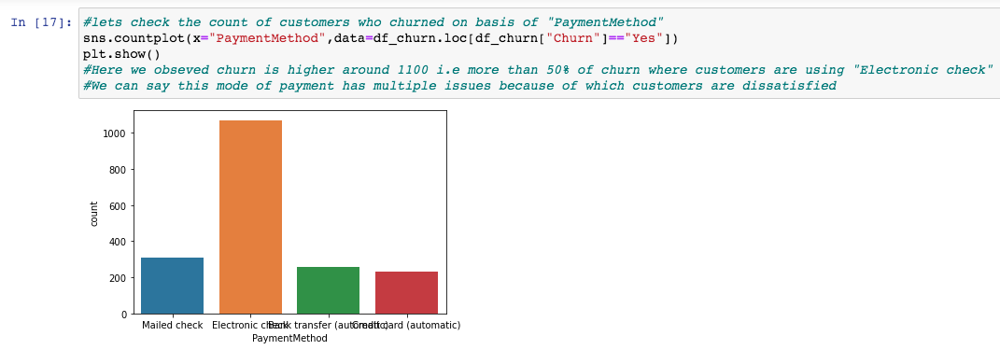 In [17]: #lets check the count of customers who churned on basis of "PaymentMethod"
sns.countplot(x="PaymentMethod",data=df_churn.loc[df_churn["Churn"]=="Yes"])
plt.show()
#Here we obseved churn is higher around 1100 i.e more than 50% of churn where customers are using "Electronic check"
#We can say this mode of payment has multiple issues because of which customers are dissatisfied
1000
800
600
400
200
0
count
Mailed check Electronic check Bank transfer (automatic) Credit card (automatic)
PaymentMethod